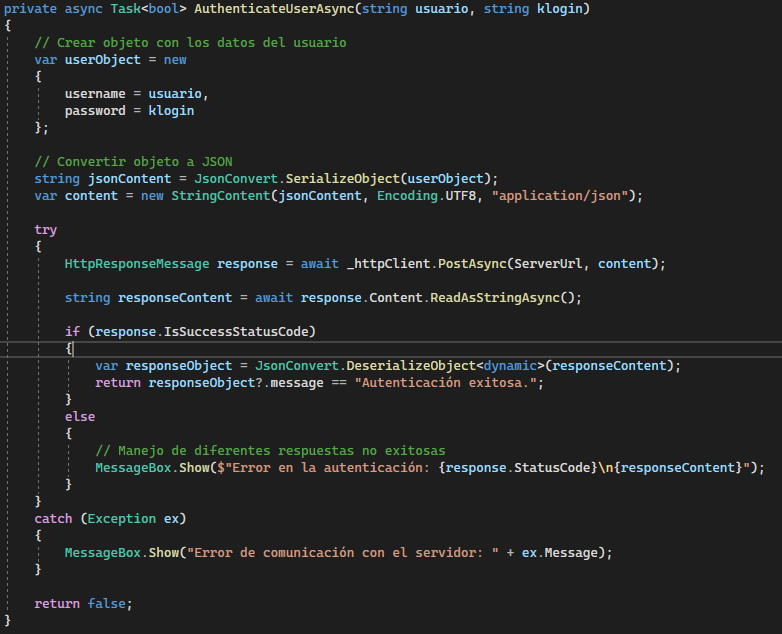 private async Task<bool> AuthenticateUserAsync(string usuario, string klogin)
{
    // Crear objeto con los datos del usuario
    var userObject = new
    {
        username = usuario,
        password = klogin
    };

    // Convertir objeto a JSON
    string jsonContent = JsonConvert.SerializeObject(userObject);
    var content = new StringContent(jsonContent, Encoding.UTF8, "application/json");

    try
    {
        HttpResponseMessage response = await _httpClient.PostAsync(ServerUrl, content);

        string responseContent = await response.Content.ReadAsStringAsync();

        if (response.IsSuccessStatusCode)
        {
            var responseObject = JsonConvert.DeserializeObject<dynamic>(responseContent);
            return responseObject?.message == "Autenticación exitosa.";
        }
        else
        {
            // Manejo de diferentes respuestas no exitosas
            MessageBox.Show($"Error en la autenticación: {response.StatusCode}\n{responseContent}");
        }
    }
    catch (Exception ex)
    {
        MessageBox.Show("Error de comunicación con el servidor: " + ex.Message);
    }

    return false;
}